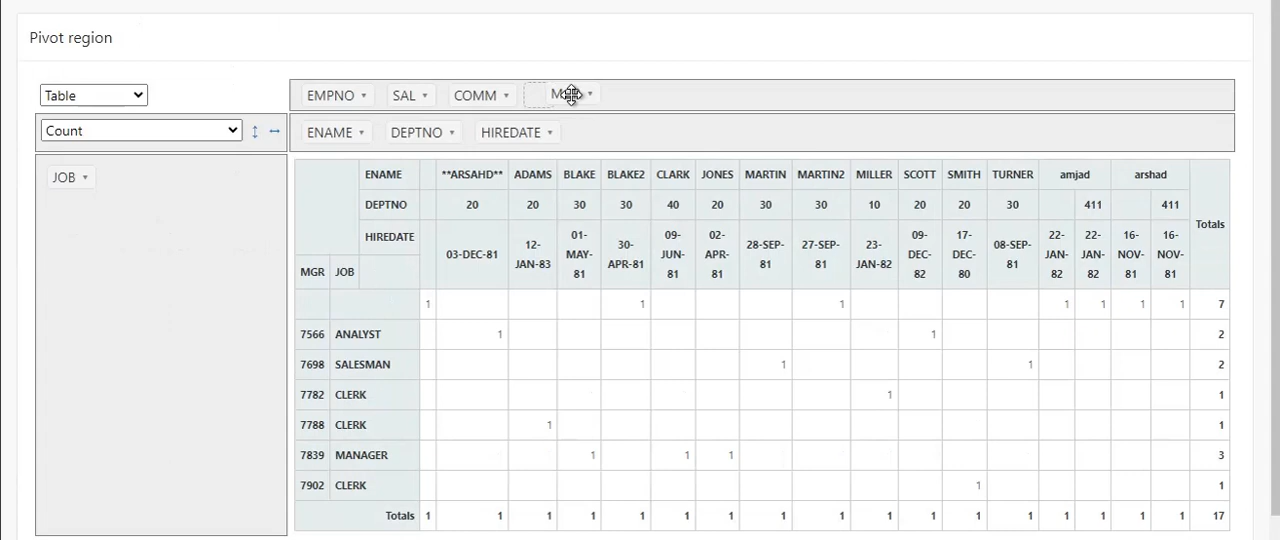 Pivot region
Table EMPNO ▾ SAL ▾ COMM ▾ ▾
Count ↕ ↔ ENAME ▾ DEPTNO ▾ HIREDATE ▾
JOB ▾
ENAME **ARSAHD** ADAMS BLAKE BLAKE2 CLARK JONES MARTIN MARTIN2 MILLER SCOTT SMITH TURNER amjad arshad Totals
DEPTNO 20 20 30 30 40 20 30 30 10 20 20 30 411 411
HIREDATE 03-DEC-81 12-JAN-83 01-MAY-81 30-APR-81 09-JUN-81 02-APR-81 28-SEP-81 27-SEP-81 23-JAN-82 09-DEC-82 17-DEC-80 08-SEP-81 22-JAN-82 22-JAN-82 16-NOV-81 16-NOV-81
MGR JOB
1 1 1 1 1 1 1 7
7566 ANALYST 1 1 2
7698 SALESMAN 1 1 2
7782 CLERK 1 1
7788 CLERK 1 1
7839 MANAGER 1 1 1 3
7902 CLERK 1 1
Totals 1 1 1 1 1 1 1 1 1 1 1 1 1 1 1 1 1 17